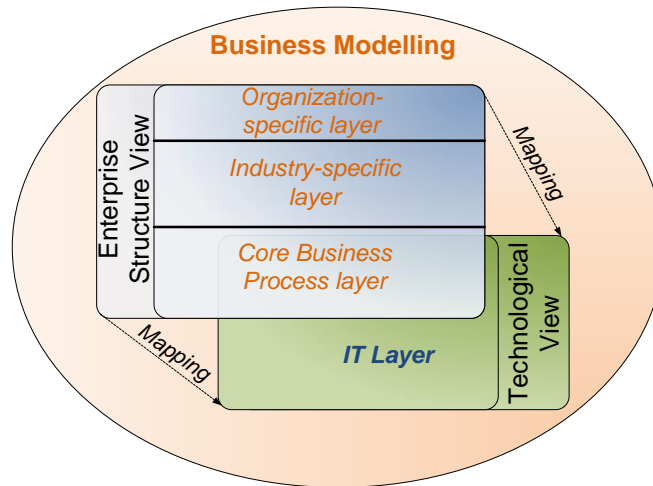 Business Modelling
Organization-
specific layer
Industry-specific
layer
Core Business
Process layer
Enterprise
Structure View
Mapping
Mapping
IT Layer
Technological
View